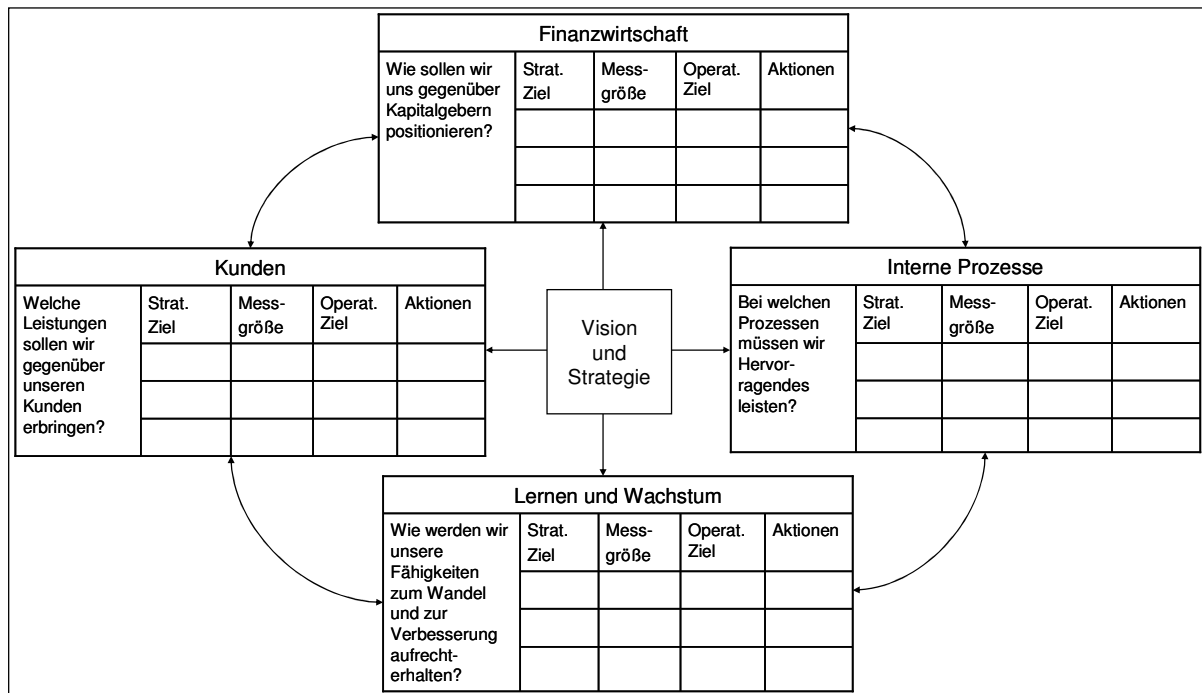 Finanzwirtschaft
Wie sollen wir
uns gegenüber
Kapitalgebern
positionieren?
Strat.
Ziel
Mess-
größe
Operat.
Ziel
Aktionen
Kunden
Welche
Leistungen
sollen wir
gegenüber
unseren
Kunden
erbringen?
Strat.
Ziel
Mess-
größe
Operat.
Ziel
Aktionen
Vision
und
Strategie
Interne Prozesse
Bei welchen
Prozessen
müssen wir
Hervor-
ragendes
leisten?
Strat.
Ziel
Mess-
größe
Operat.
Ziel
Aktionen
Lernen und Wachstum
Wie werden wir
unsere
Fähigkeiten
zum Wandel
und zur
Verbesserung
aufrecht-
erhalten?
Strat.
Ziel
Mess-
größe
Operat.
Ziel
Aktionen